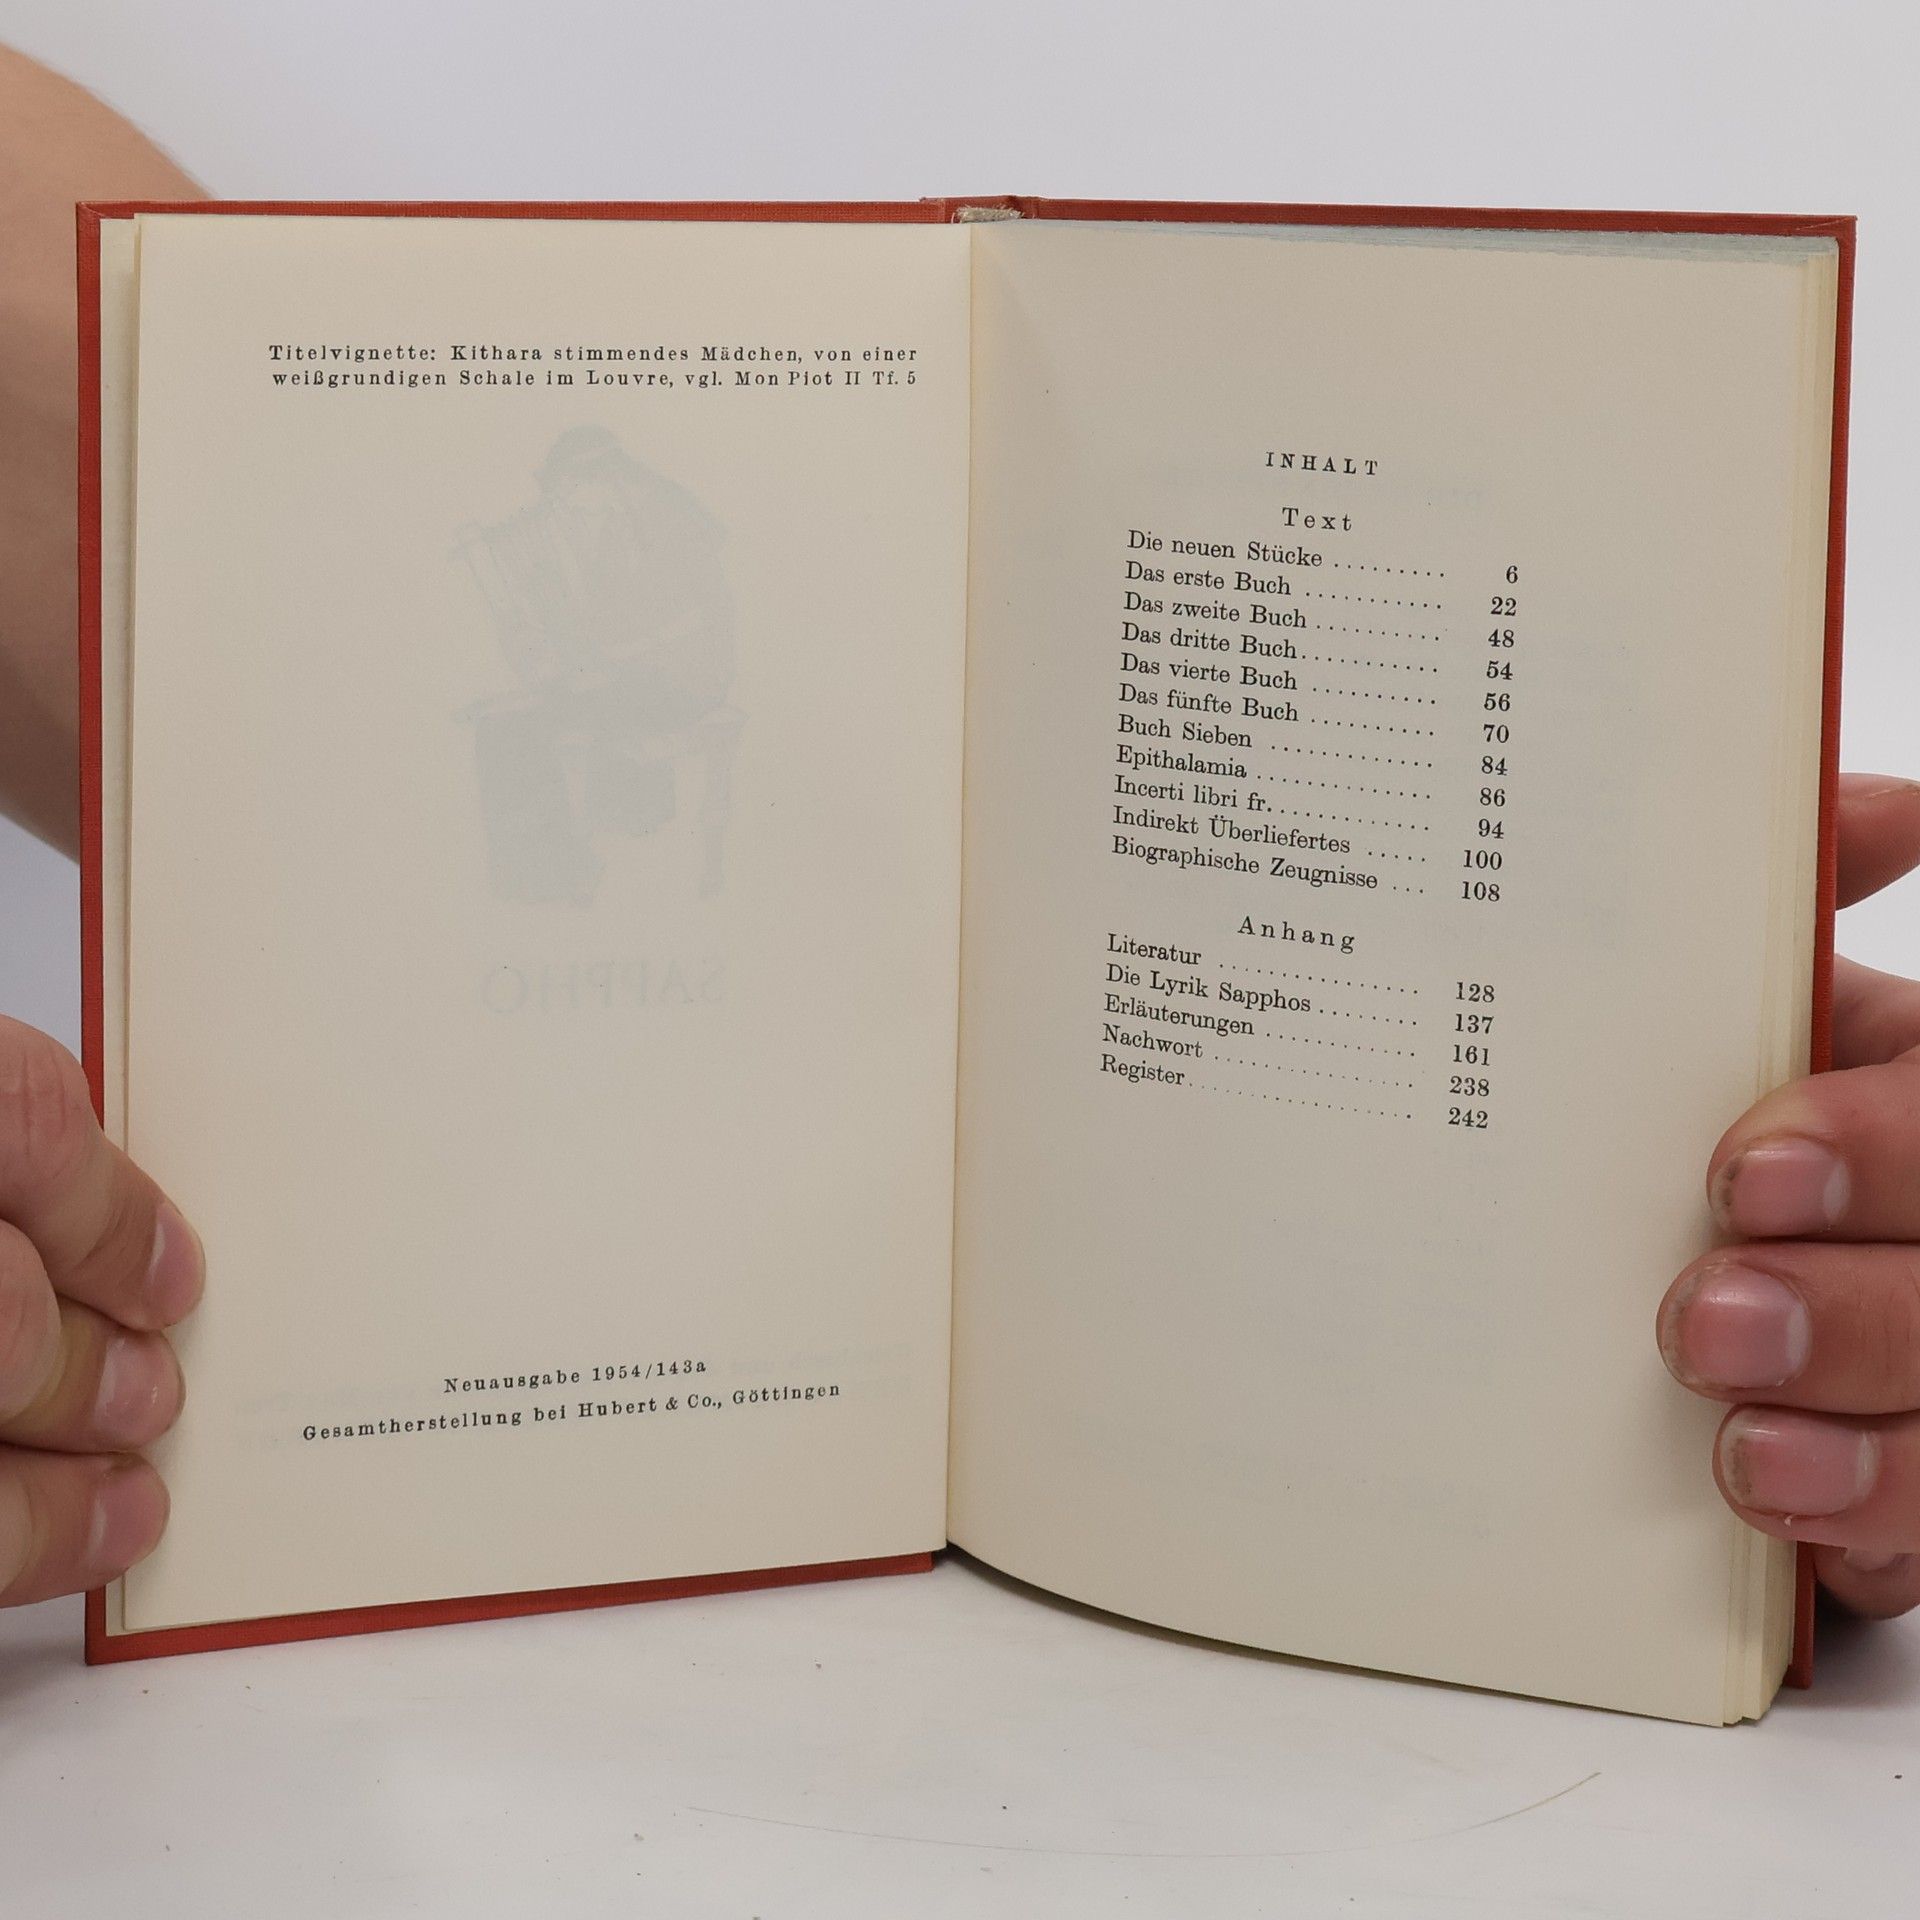 Titelvignette: Kithara stimmendes Mädchen, von einer
weißgrundigen Schale im Louvre, vgl. Mon Piot II Tf. 5
SAPPHO
Neuausgabe 1954/143a
Gesamtherstellung bei Hubert & Co., Göttingen
INHALT
Text
Die neuen Stücke ......... 6
Das erste Buch ........... 22
Das zweite Buch .......... 48
Das dritte Buch........... 54
Das vierte Buch .......... 56
Das fünfte Buch .......... 70
Buch Sieben ............. 84
Epithalamia .............. 86
Incerti libri fr............. 94
Indirekt Überliefertes ..... 100
Biographische Zeugnisse ... 108
Anhang
Literatur ................ 128
Die Lyrik Sapphos........ 137
Erläuterungen ............ 161
Nachwort ................ 238
Register.................. 242